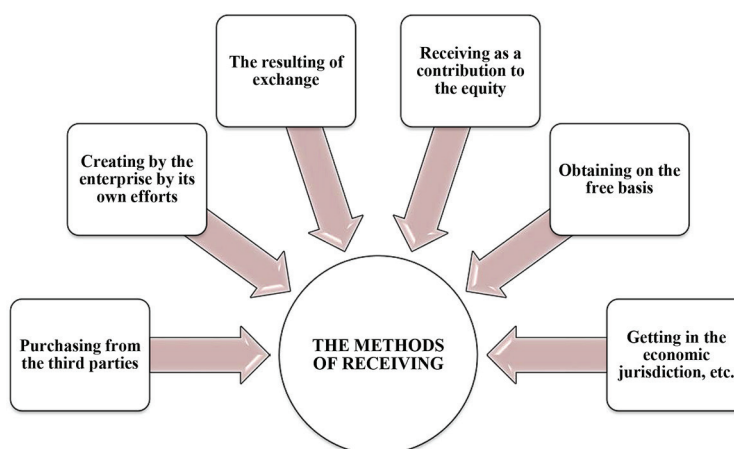 The resulting of
exchange
Receiving as a
contribution to
the equity
Creating by the
enterprise by its
own efforts
Obtaining on the
free basis
Purchasing from
the third parties
THE METHODS
OF RECEIVING
Getting in the
economic
jurisdiction, etc.